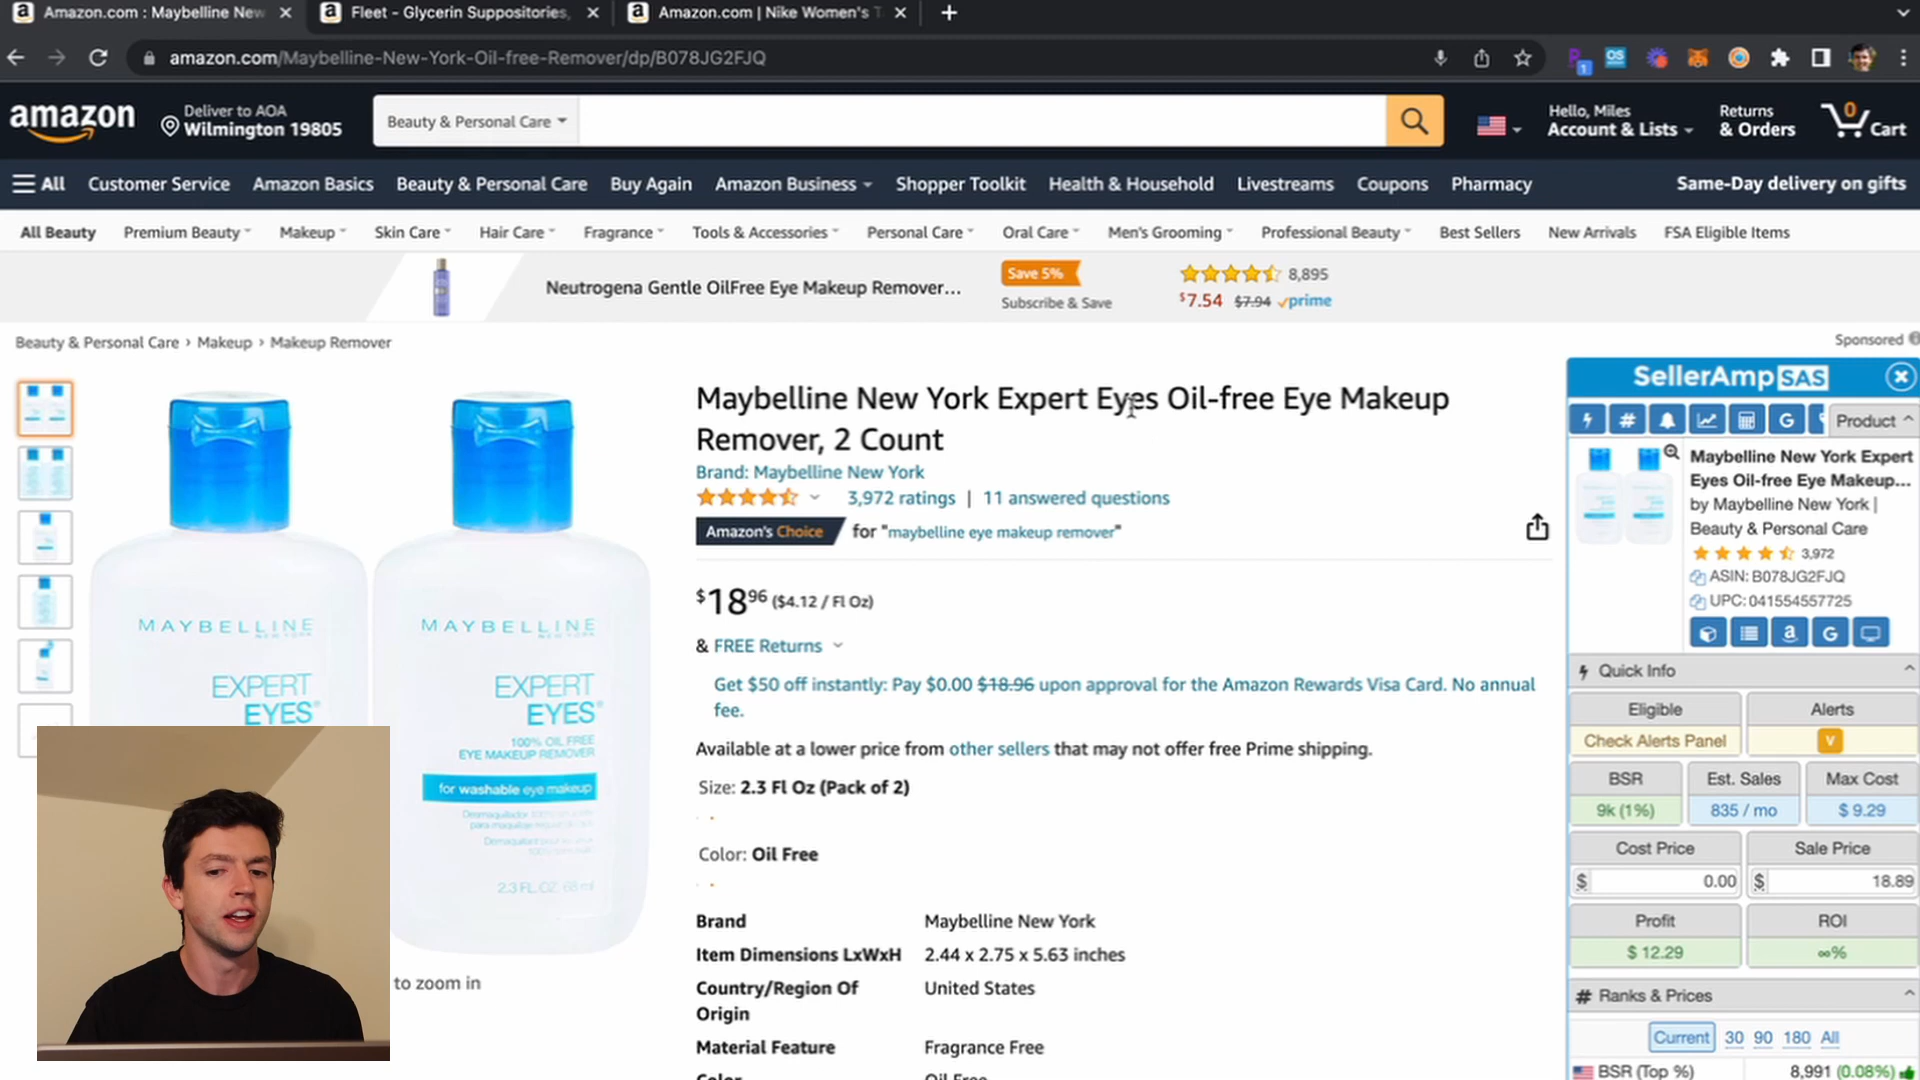 Amazon.com : Maybelline New
Fleet - Glycerin Suppositories,
Amazon.com | Nike Women's T
amazon.com/Maybelline-New-York-Oil-free-Remover/dp/B078JG2FJQ
1
OS
amazon
Deliver to AOA
Wilmington 19805
Beauty & Personal Care
Hello, Miles
Account & Lists
Returns
& Orders
0
Cart
All Customer Service Amazon Basics Beauty & Personal Care Buy Again Amazon Business Shopper Toolkit Health & Household Livestreams Coupons Pharmacy Same-Day delivery on gifts
All Beauty Premium Beauty Makeup Skin Care Hair Care Fragrance Tools & Accessories Personal Care Oral Care Men's Grooming Professional Beauty Best Sellers New Arrivals FSA Eligible Items
Neutrogena Gentle OilFree Eye Makeup Remover...
Save 5%
Subscribe & Save
8,895
$7.54 $7.94 prime
Beauty & Personal Care › Makeup › Makeup Remover
Sponsored
Maybelline New York Expert Eyes Oil-free Eye Makeup
Remover, 2 Count
Brand: Maybelline New York
3,972 ratings | 11 answered questions
Amazon's Choice for "maybelline eye makeup remover"
$18 96 ($4.12 / Fl Oz)
& FREE Returns
Get $50 off instantly: Pay $0.00 $18.96 upon approval for the Amazon Rewards Visa Card. No annual
fee.
Available at a lower price from other sellers that may not offer free Prime shipping.
Size: 2.3 Fl Oz (Pack of 2)
Color: Oil Free
Brand Maybelline New York
Item Dimensions LxWxH 2.44 x 2.75 x 5.63 inches
Country/Region Of United States
Origin
Material Feature Fragrance Free
Color Oil Free
MAYBELLINE
NEW YORK
EXPERT
EYES®
MAYBELLINE
NEW YORK
EXPERT
EYES®
100% OIL FREE
EYE MAKEUP REMOVER
for washable eye makeup
2.3 FL. OZ. 68 ml
to zoom in
SellerAmp SAS
# G Product
Maybelline New York Expert
Eyes Oil-free Eye Makeup...
by Maybelline New York |
Beauty & Personal Care
3,972
ASIN: B078JG2FJQ
UPC: 041554557725
a G
Quick Info
Eligible Alerts
Check Alerts Panel V
BSR Est. Sales Max Cost
9k (1%) 835 / mo $ 9.29
Cost Price Sale Price
$ 0.00 $ 18.89
Profit ROI
$ 12.29 ∞%
# Ranks & Prices
Current 30 90 180 All
BSR (Top %) 8,991 (0.08%)